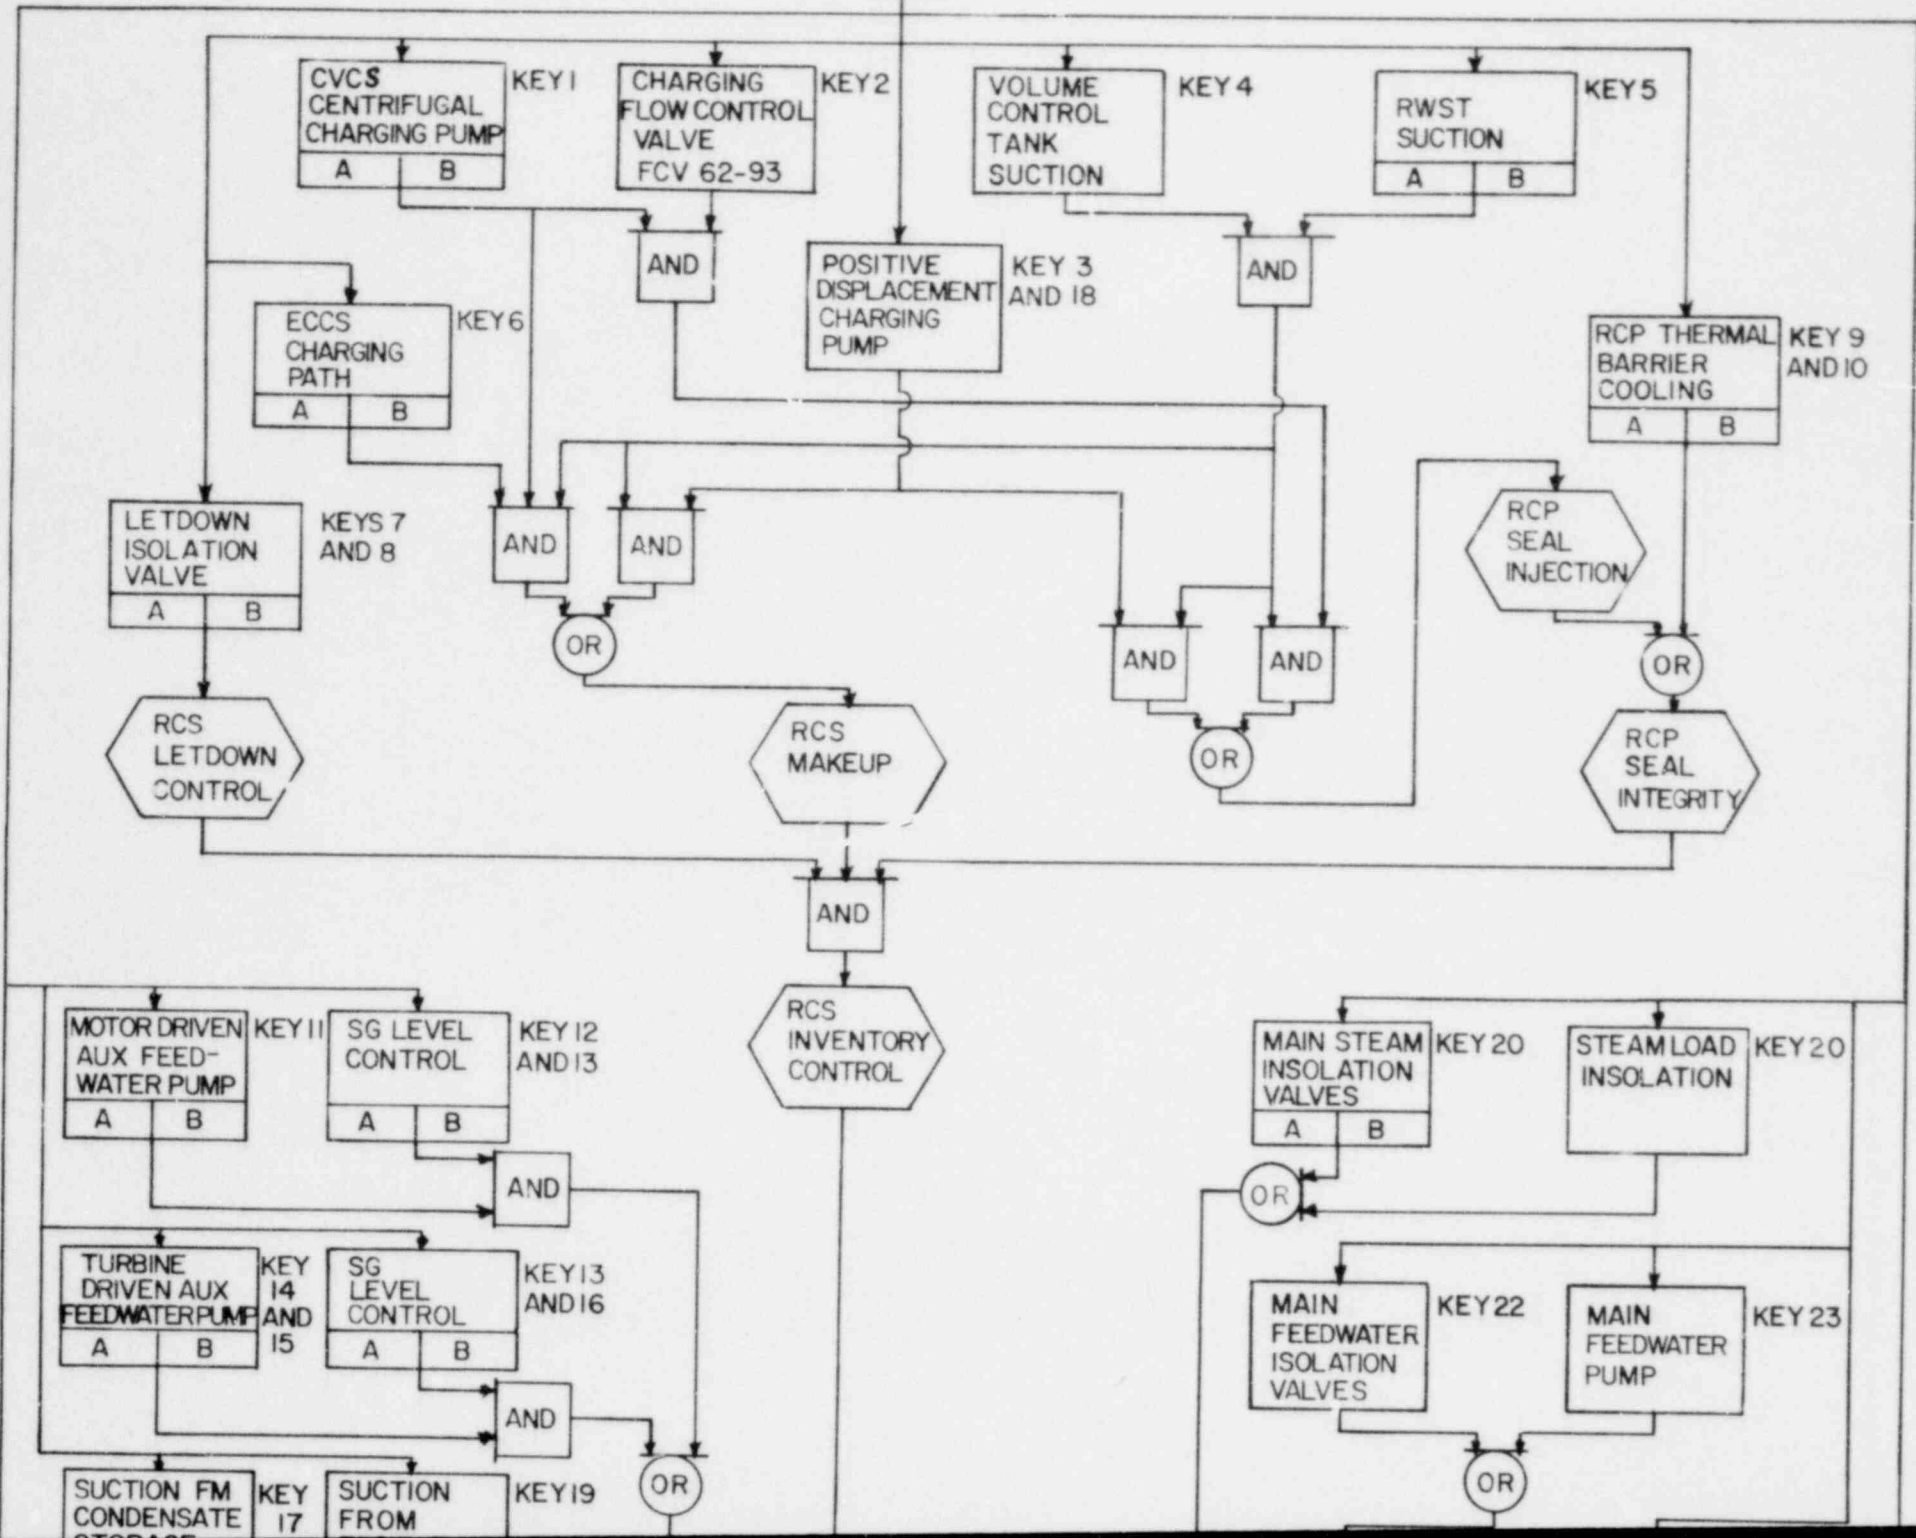 CVCS
CENTRIFUGAL
CHARGING PUMP
A B
KEY 1
CHARGING
FLOW CONTROL
VALVE
FCV 62-93
KEY 2
VOLUME
CONTROL
TANK
SUCTION
KEY 4
RWST
SUCTION
A B
KEY 5
AND
POSITIVE
DISPLACEMENT
CHARGING
PUMP
KEY 3
AND 18
AND
ECCS
CHARGING
PATH
A B
KEY 6
RCP THERMAL
BARRIER
COOLING
A B
KEY 9
AND 10
LETDOWN
ISOLATION
VALVE
A B
KEYS 7
AND 8
AND
AND
RCP
SEAL
INJECTION
OR
AND
AND
OR
RCS
LETDOWN
CONTROL
RCS
MAKEUP
OR
RCP
SEAL
INTEGRITY
AND
RCS
INVENTORY
CONTROL
MOTOR DRIVEN
AUX FEED-
WATER PUMP
A B
KEY 11
SG LEVEL
CONTROL
A B
KEY 12
AND 13
MAIN STEAM
INSOLATION
VALVES
A B
KEY 20
STEAM LOAD
INSOLATION
KEY 20
AND
OR
TURBINE
DRIVEN AUX
FEEDWATER PUMP
A B
KEY
14
AND
15
SG
LEVEL
CONTROL
A B
KEY 13
AND 16
MAIN
FEEDWATER
ISOLATION
VALVES
KEY 22
MAIN
FEEDWATER
PUMP
KEY 23
AND
OR
OR
SUCTION FM
CONDENSATE
STORAGE
KEY
17
SUCTION
FROM
KEY 19